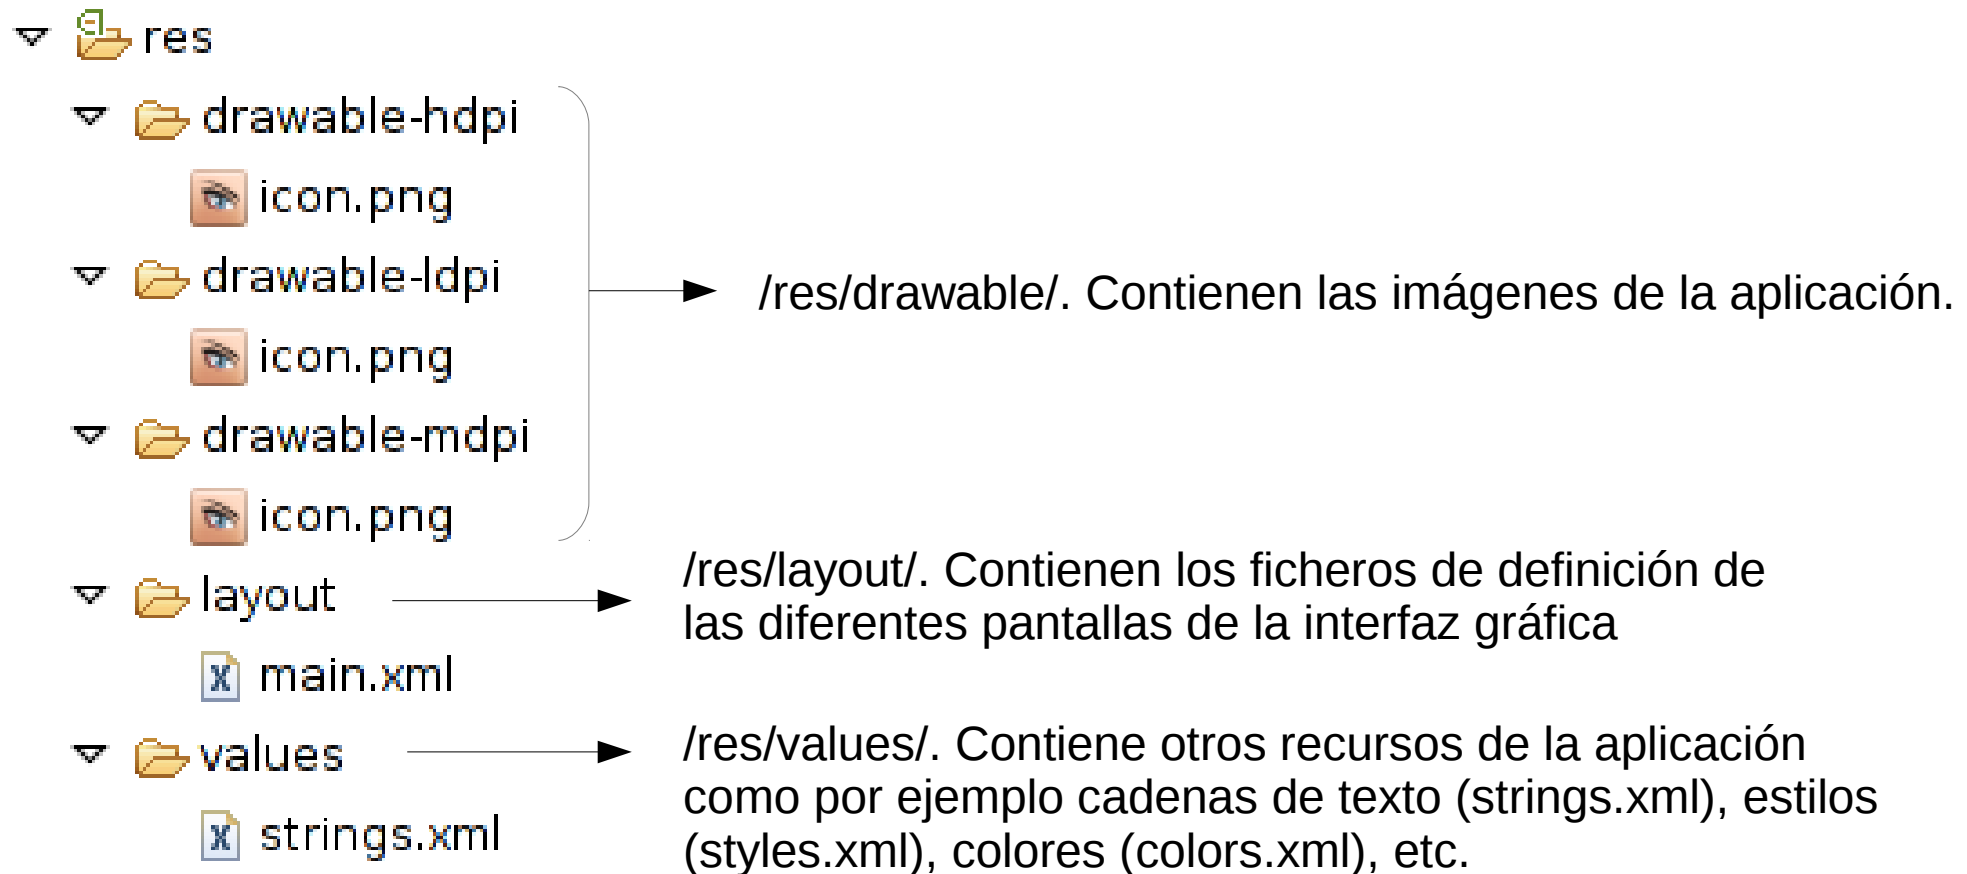 res
drawable-hdpi
icon.png
drawable-ldpi
icon.png
drawable-mdpi
icon.png
layout
main.xml
values
strings.xml
/res/drawable/. Contienen las imágenes de la aplicación.
/res/layout/. Contienen los ficheros de definición de
las diferentes pantallas de la interfaz gráfica
/res/values/. Contiene otros recursos de la aplicación
como por ejemplo cadenas de texto (strings.xml), estilos
(styles.xml), colores (colors.xml), etc.